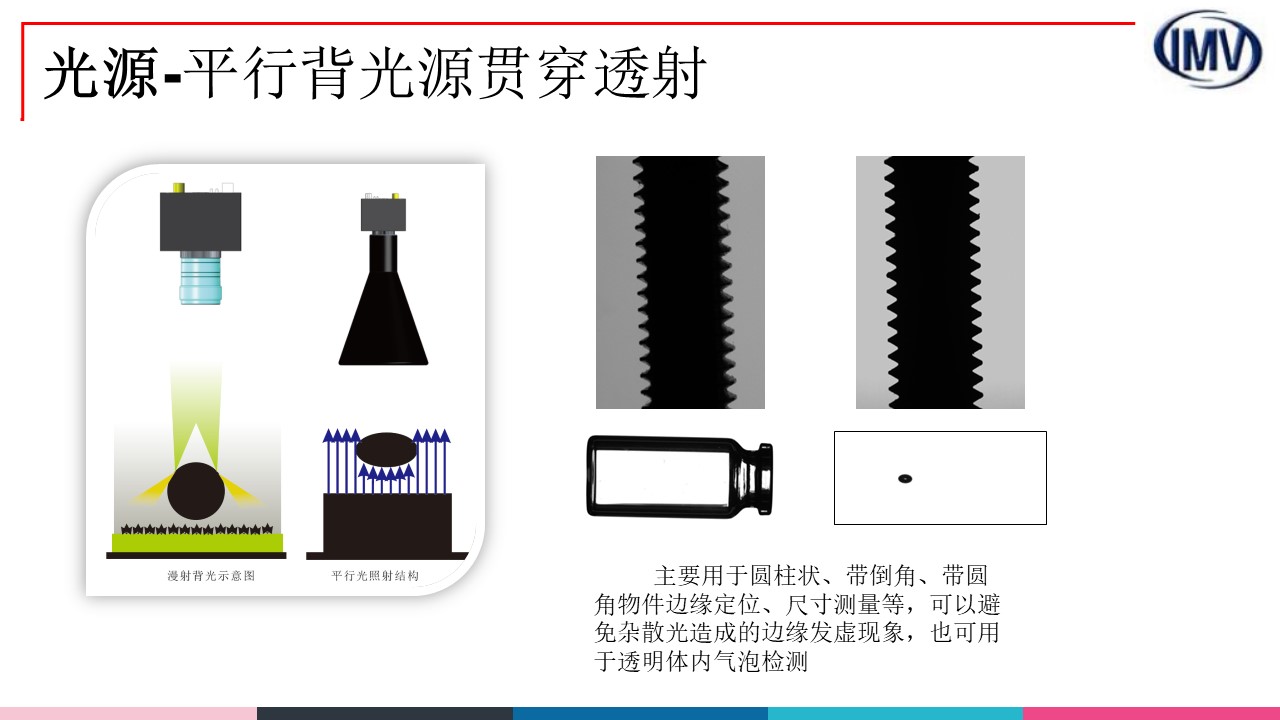 光源-平行背光源贯穿透射
IMV
漫射背光示意图
平行光照射结构
主要用于圆柱状、带倒角、带圆
角物件边缘定位、尺寸测量等，可以避
免杂散光造成的边缘发虚现象，也可用
于透明体内气泡检测